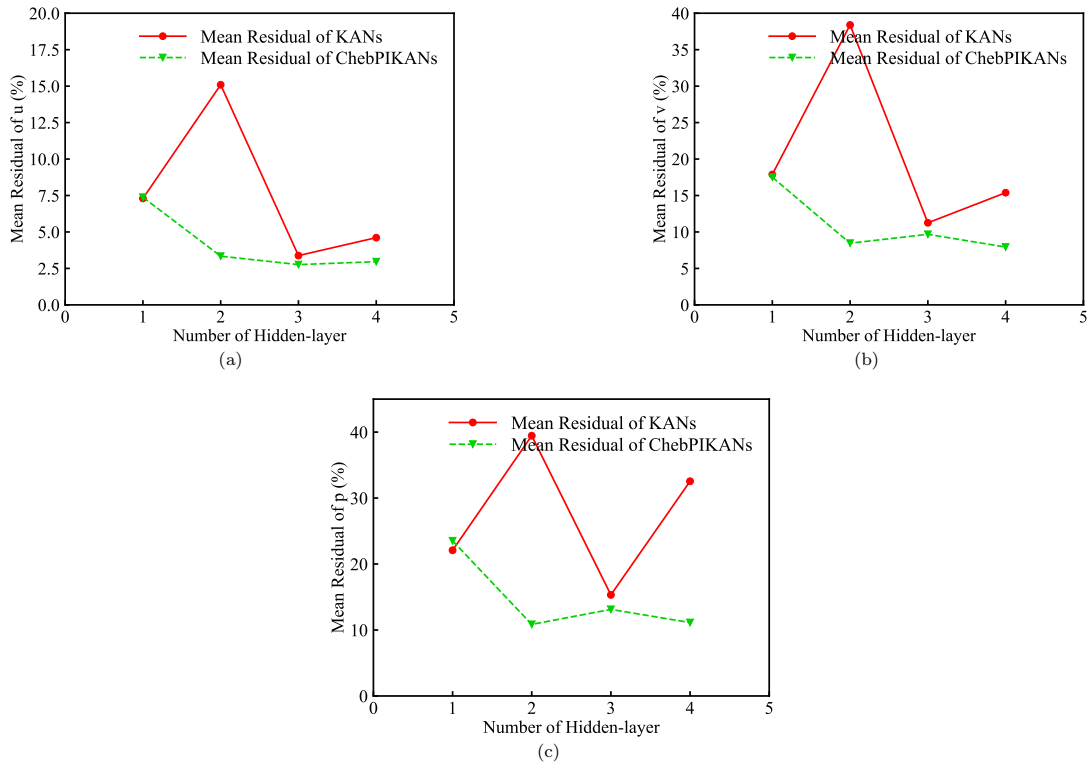 20.0
17.5
15.0
12.5
10.0
7.5
5.0
2.5
0.0
Mean Residual of u (%)
Mean Residual of KANs
Mean Residual of ChebPIKANs
0 1 2 3 4 5
Number of Hidden-layer
(a)
40
35
30
25
20
15
10
5
0
Mean Residual of v (%)
Mean Residual of KANs
Mean Residual of ChebPIKANs
0 1 2 3 4 5
Number of Hidden-layer
(b)
40
30
20
10
0
Mean Residual of p (%)
Mean Residual of KANs
Mean Residual of ChebPIKANs
0 1 2 3 4 5
Number of Hidden-layer
(c)